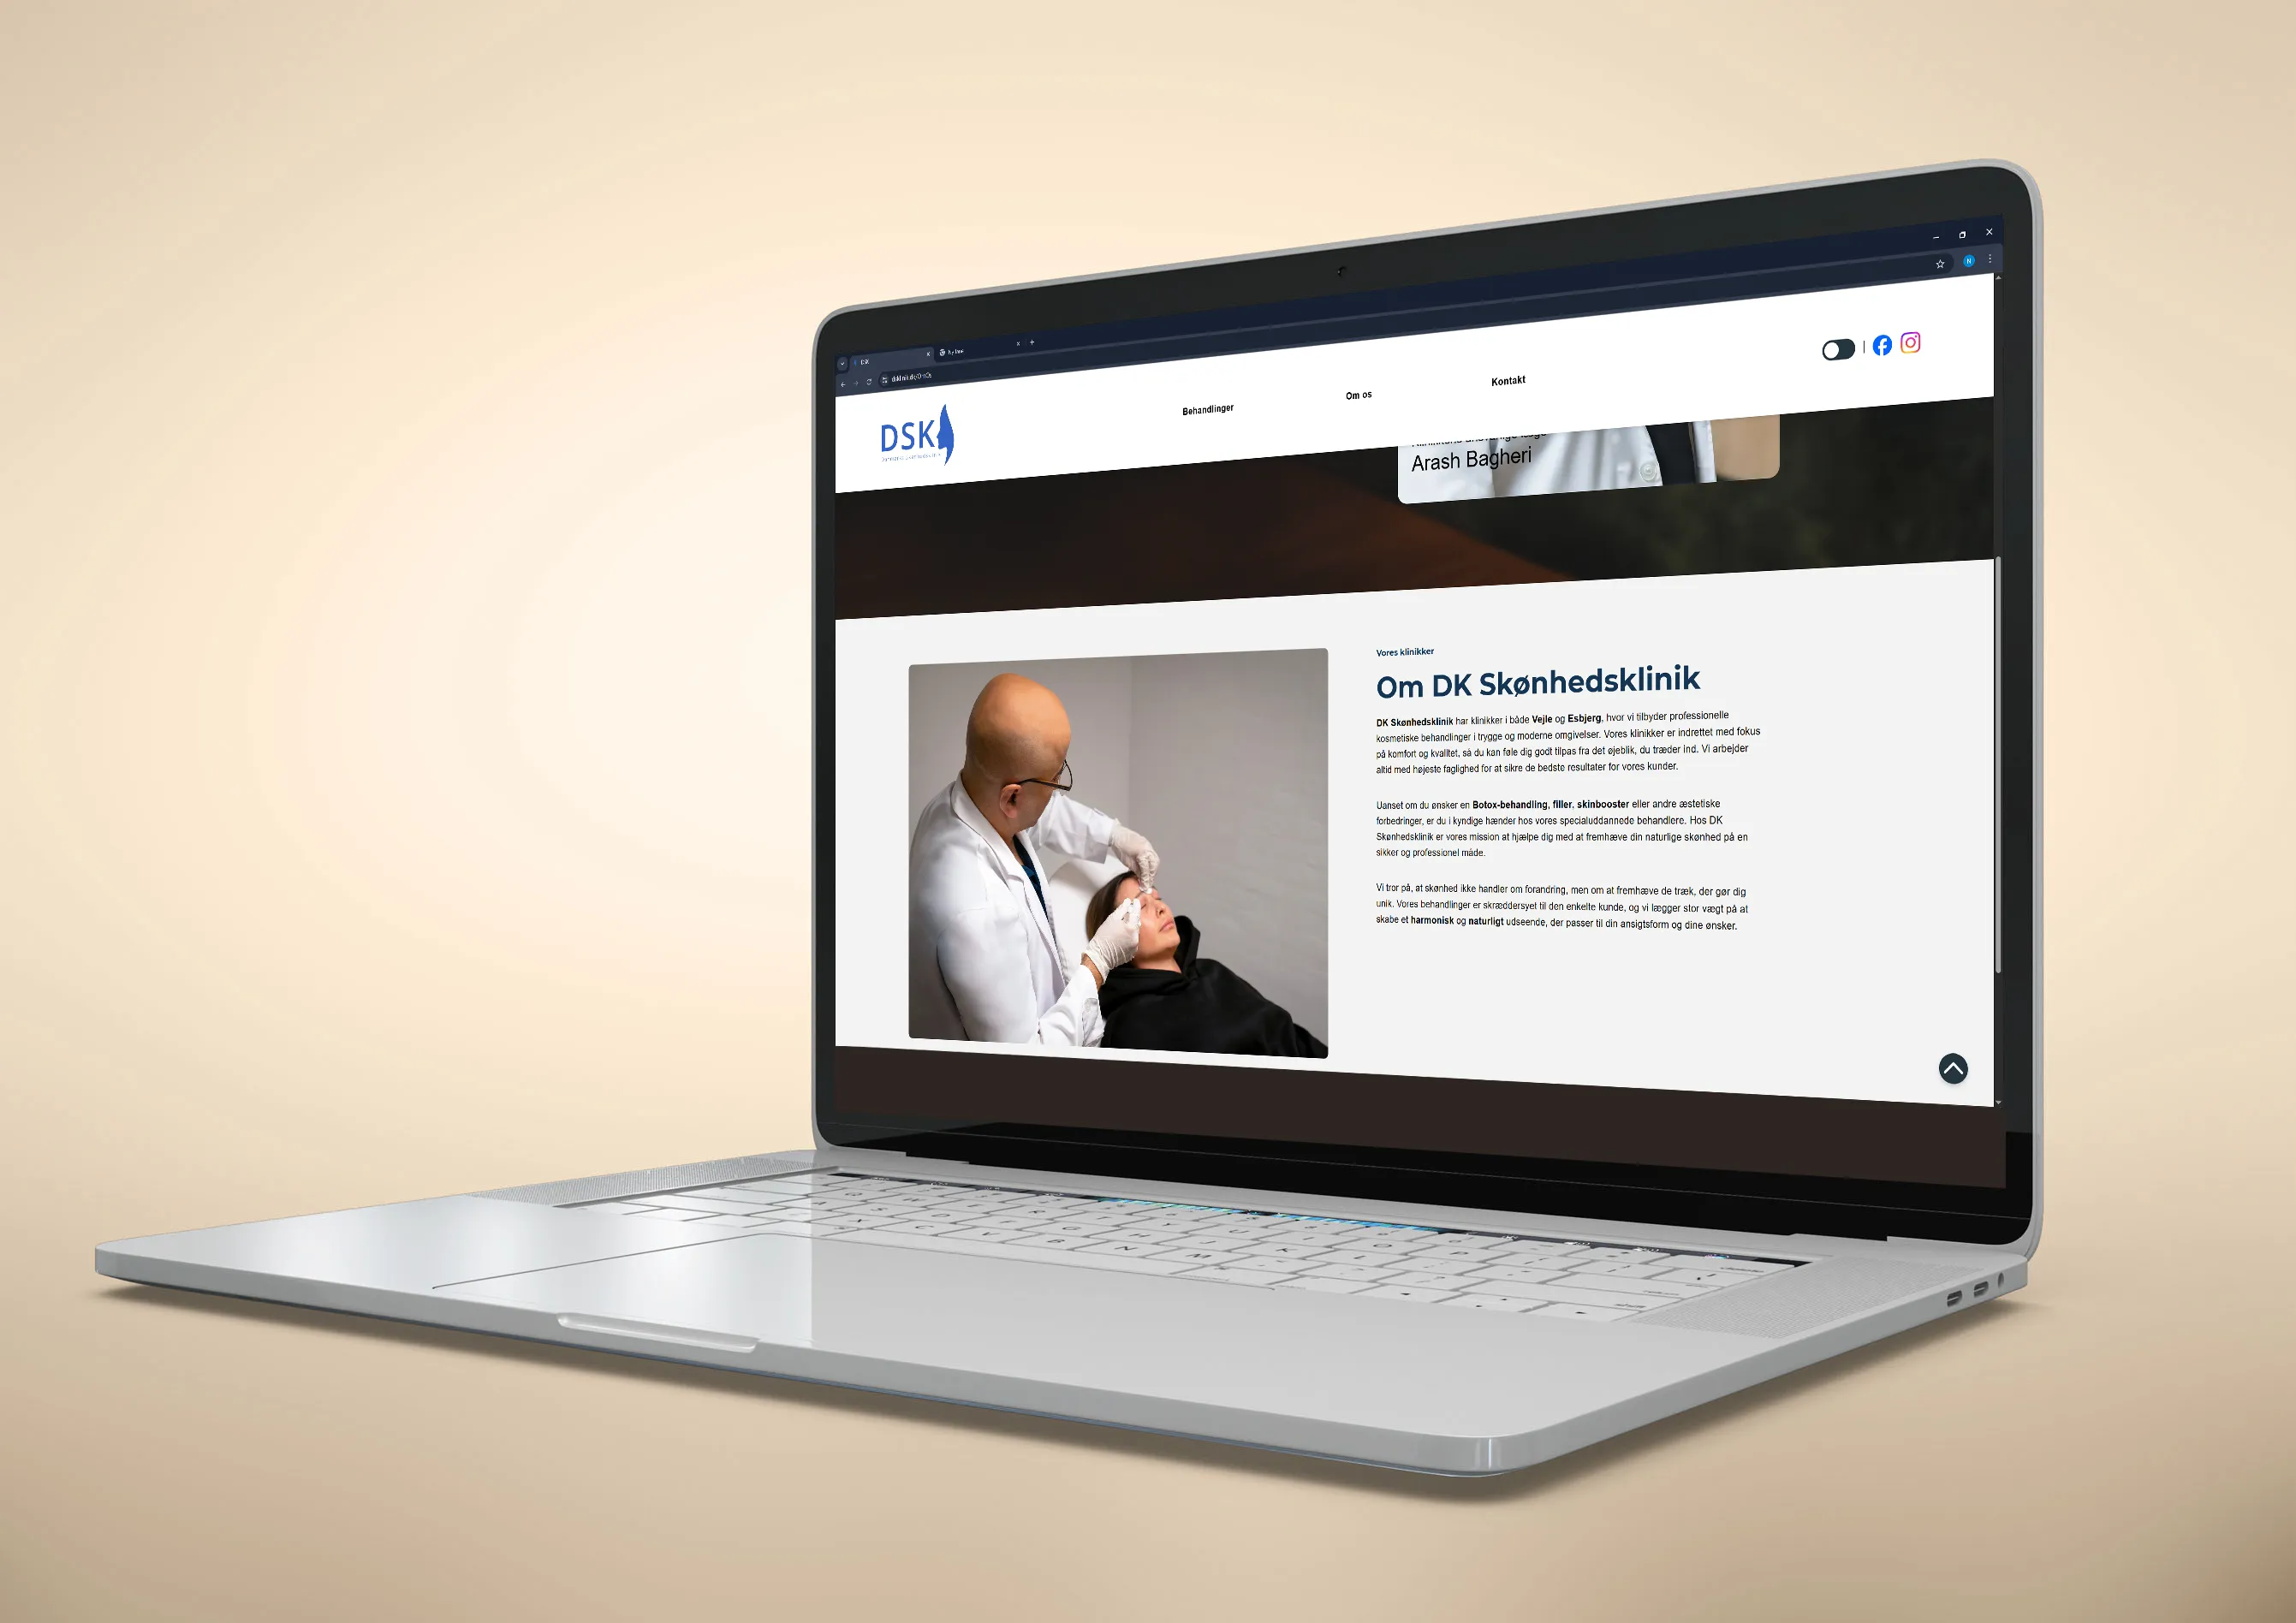 DSK
Behandlinger
Om os
Kontakt
DSK
Arash Bagheri
Vores klinikker
Om DK Skønhedsklinik
DK Skønhedsklinik har klinikker i både Vejle og Esbjerg, hvor vi tilbyder professionelle
kosmetiske behandlinger i trygge og moderne omgivelser. Vores klinikker er indrettet med fokus
på komfort og kvalitet, så du kan føle dig godt tilpas fra det øjeblik, du træder ind. Vi arbejder
altid med højeste faglighed for at sikre de bedste resultater for vores kunder.
Uanset om du ønsker en Botox-behandling, filler, skinbooster eller andre æstetiske
forbedringer, er du i kyndige hænder hos vores specialuddannede behandlere. Hos DK
Skønhedsklinik er vores mission at hjælpe dig med at fremhæve din naturlige skønhed på en
sikker og professionel måde.
Vi tror på, at skønhed ikke handler om forandring, men om at fremhæve de træk, der gør dig
unik. Vores behandlinger er skræddersyet til den enkelte kunde, og vi lægger stor vægt på at
skabe et harmonisk og naturligt udseende, der passer til din ansigtsform og dine ønsker.